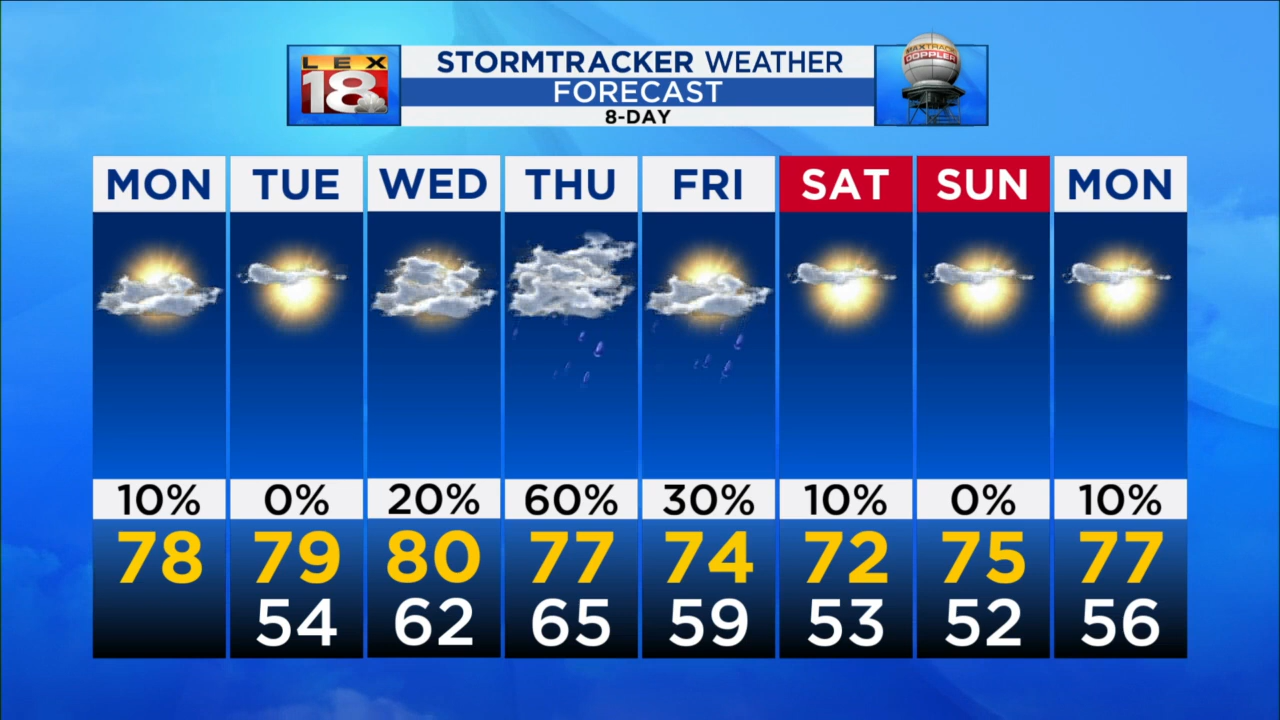 LEX
18
STORMTRACKER WEATHER
FORECAST
8-DAY
MAXTRACK
DOPPLER
MON TUE WED THU FRI SAT SUN MON
10% 0% 20% 60% 30% 10% 0% 10%
78 79 80 77 74 72 75 77
54 62 65 59 53 52 56